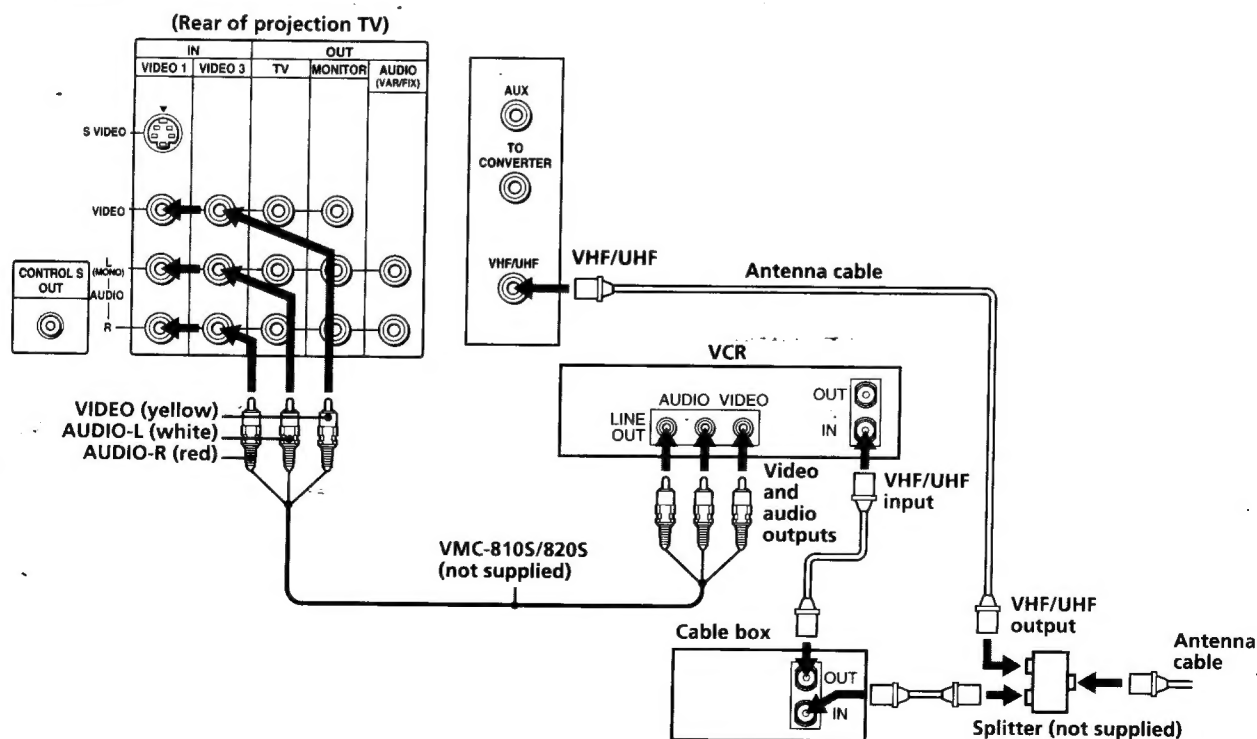 (Rear of projection TV)
IN
OUT
VIDEO 1
VIDEO 3
TV
MONITOR
AUDIO
(VAR/FIX)
S VIDEO
VIDEO
L
(MONO)
AUDIO
R
CONTROL S
OUT
AUX
TO
CONVERTER
VHF/UHF
VHF/UHF
Antenna cable
VCR
AUDIO VIDEO
LINE
OUT
OUT
IN
VIDEO (yellow)
AUDIO-L (white)
AUDIO-R (red)
Video
and
audio
outputs
VHF/UHF
input
VMC-810S/820S
(not supplied)
Cable box
OUT
IN
VHF/UHF
output
Antenna
cable
Splitter (not supplied)